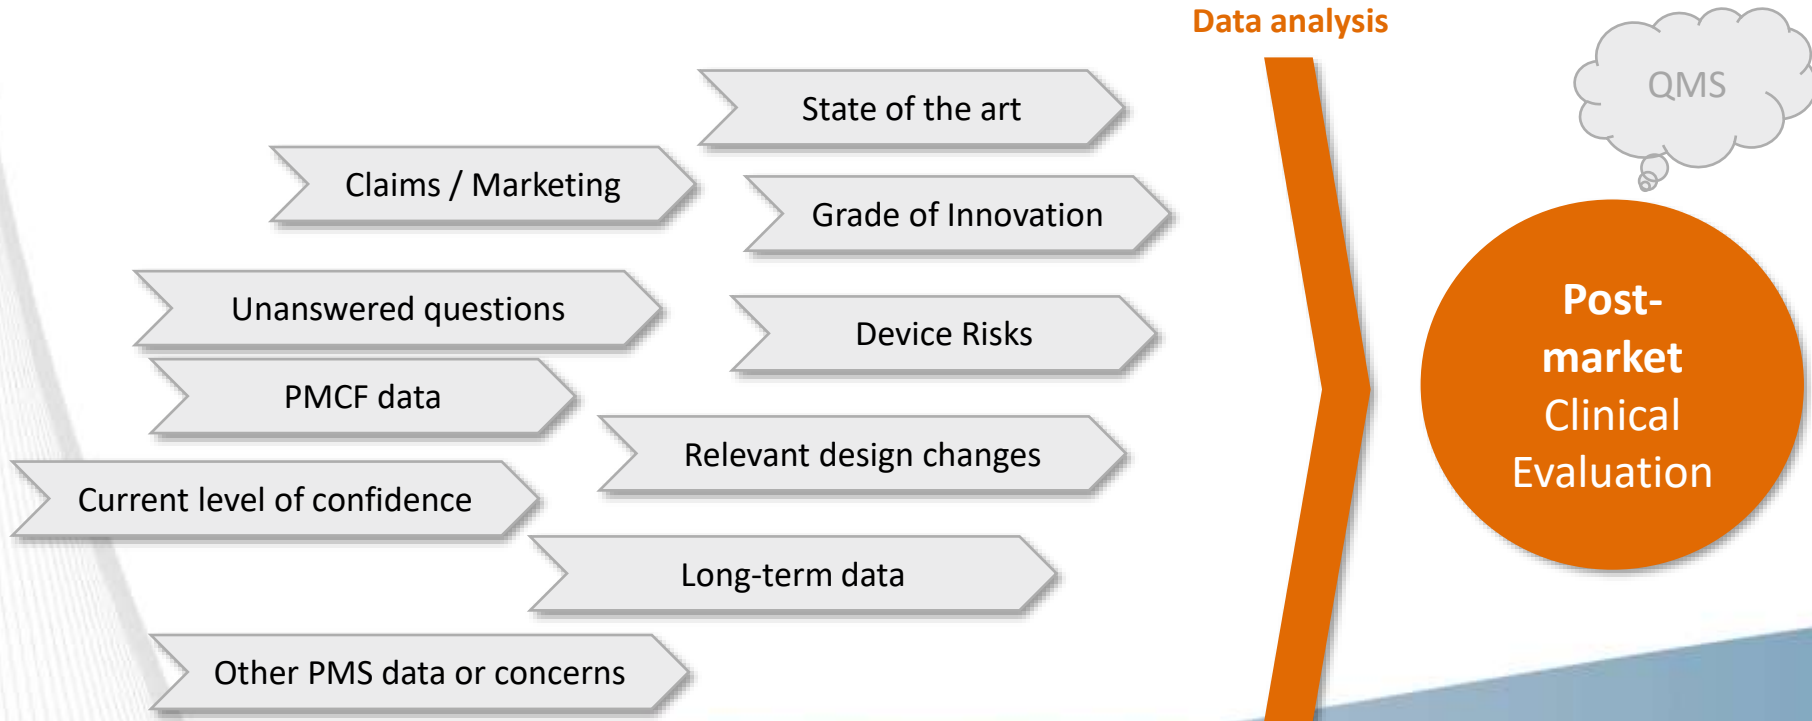 Data analysis
QMS
State of the art
Claims / Marketing
Grade of Innovation
Unanswered questions
Device Risks
PMCF data
Relevant design changes
Current level of confidence
Long-term data
Other PMS data or concerns
Post-
market
Clinical
Evaluation